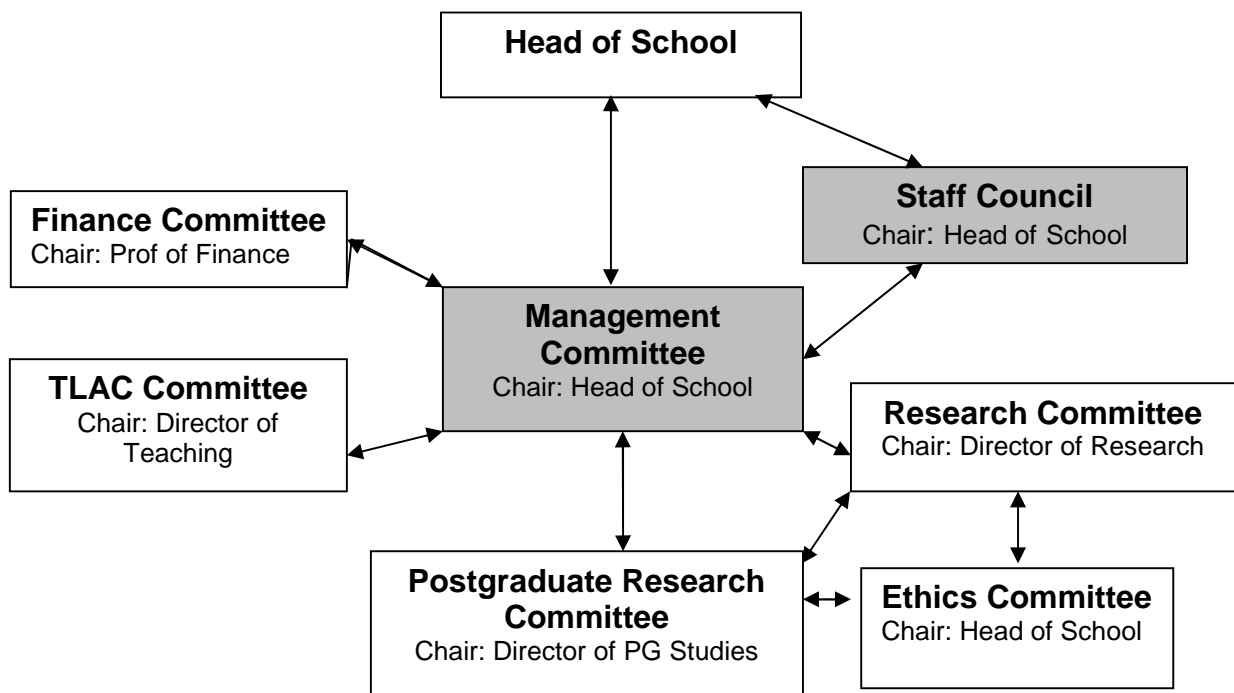 Head of School
Staff Council
Chair: Head of School
Finance Committee
Chair: Prof of Finance
Management
Committee
Chair: Head of School
TLAC Committee
Chair: Director of
Teaching
Research Committee
Chair: Director of Research
Postgraduate Research
Committee
Chair: Director of PG Studies
Ethics Committee
Chair: Head of School